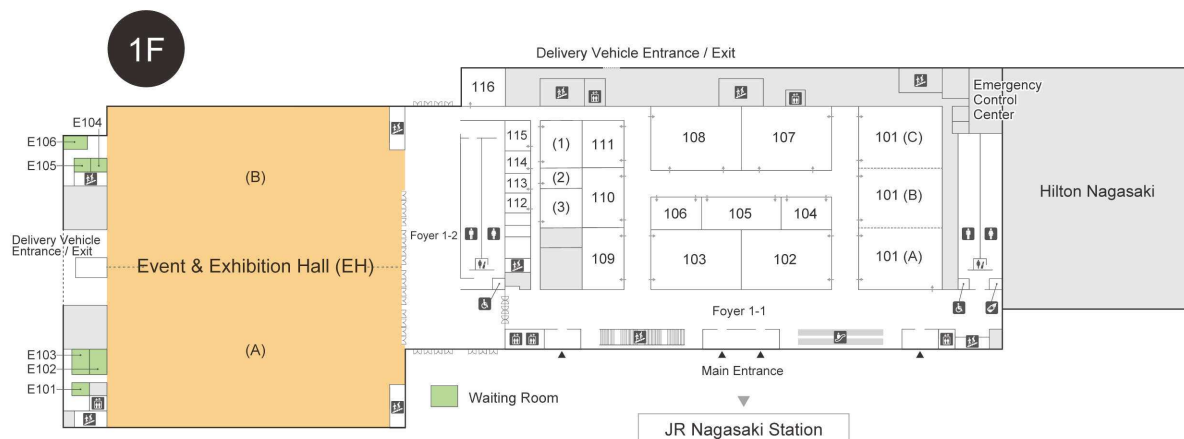 1F
Delivery Vehicle Entrance / Exit
116
Emergency
Control
Center
E104
E106
E105
115
(1)
111
108
107
101 (C)
114
(2)
113
112
(3)
110
101 (B)
106
105
104
(B)
Hilton Nagasaki
Foyer 1-2
Delivery Vehicle
Entrance / Exit
Event & Exhibition Hall (EH)
109
103
102
101 (A)
Foyer 1-1
(A)
E103
E102
E101
Main Entrance
Waiting Room
JR Nagasaki Station